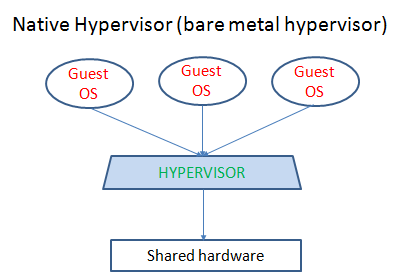 Native Hypervisor (bare metal hypervisor)
Guest OS
Guest OS
Guest OS
HYPERVISOR
Shared hardware